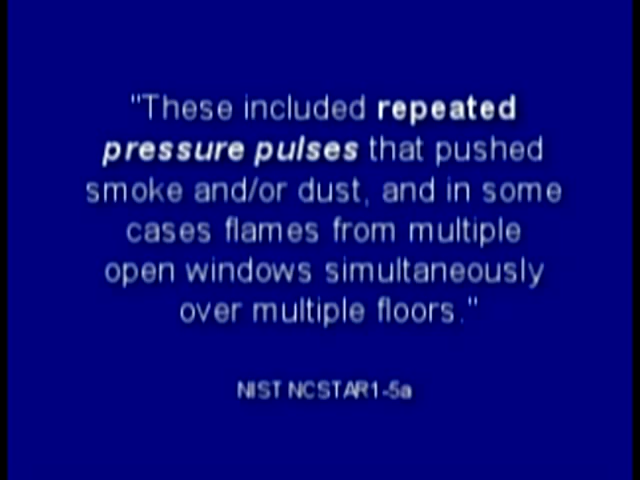 "These included repeated
pressure pulses that pushed
smoke and/or dust, and in some
cases flames from multiple
open windows simultaneously
over multiple floors."
NIST NCSTAR1-5a